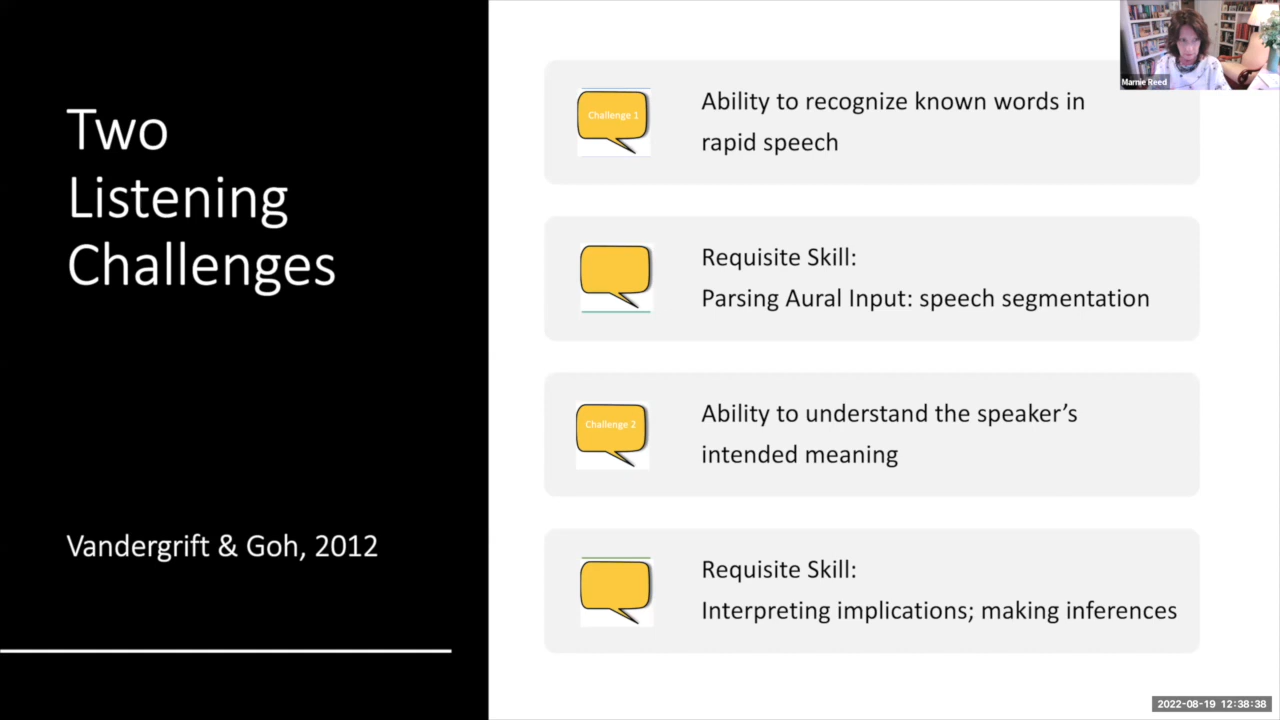 Two
Listening
Challenges
Vandergrift & Goh, 2012
Challenge 1
Ability to recognize known words in
rapid speech
Requisite Skill:
Parsing Aural Input: speech segmentation
Challenge 2
Ability to understand the speaker’s
intended meaning
Requisite Skill:
Interpreting implications; making inferences
Marnie Reed
2022-08-19 12:38:38